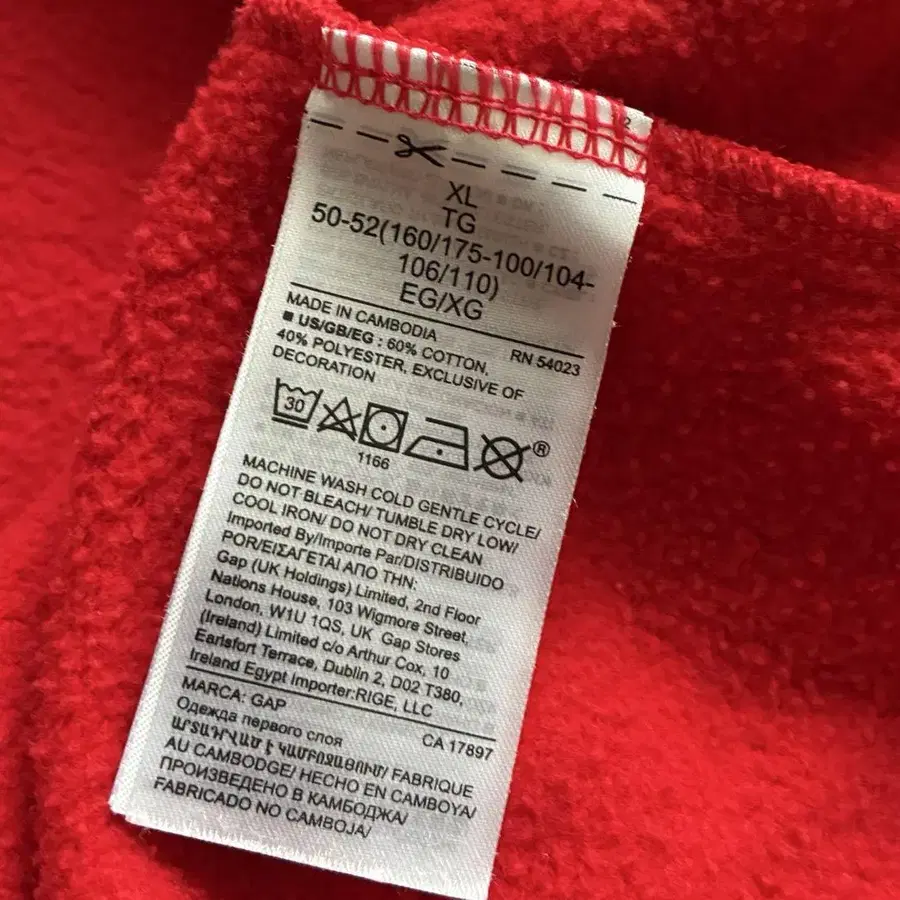 XL
TG
50-52(160/175-100/104-
106/110)
EG/XG
MADE IN CAMBODIA
RN 54023
■ US/GB/EG : 60% COTTON,
40% POLYESTER, EXCLUSIVE OF
DECORATION
30
®
1166
MACHINE WASH COLD GENTLE CYCLE/
DO NOT BLEACH/ TUMBLE DRY LOW/
COOL IRON/ DO NOT DRY CLEAN
Imported By/Importe Par/DISTRIBUIDO
POR/ΕΙΣΑΓΕΤΑΙ ΑΠΟ ΤΗΝ:
Gap (UK Holdings) Limited, 2nd Floor
Nations House, 103 Wigmore Street,
London, W1U 1QS, UK Gap Stores
(Ireland) Limited c/o Arthur Cox, 10
Earlsfort Terrace, Dublin 2, D02 T380,
Ireland Egypt Importer:RIGE, LLC
MARCA: GAP
CA 17897
Одежда первого слоя
ԱՐՏԱԴՐՎԱԾ Է ԿԱՄԲՈՋԱՅՈՒՄ/ FABRIQUE
AU CAMBODGE/ HECHO EN CAMBOYA/
ПРОИЗВЕДЕНО В КАМБОДЖА/
FABRICADO NO CAMBOJA/